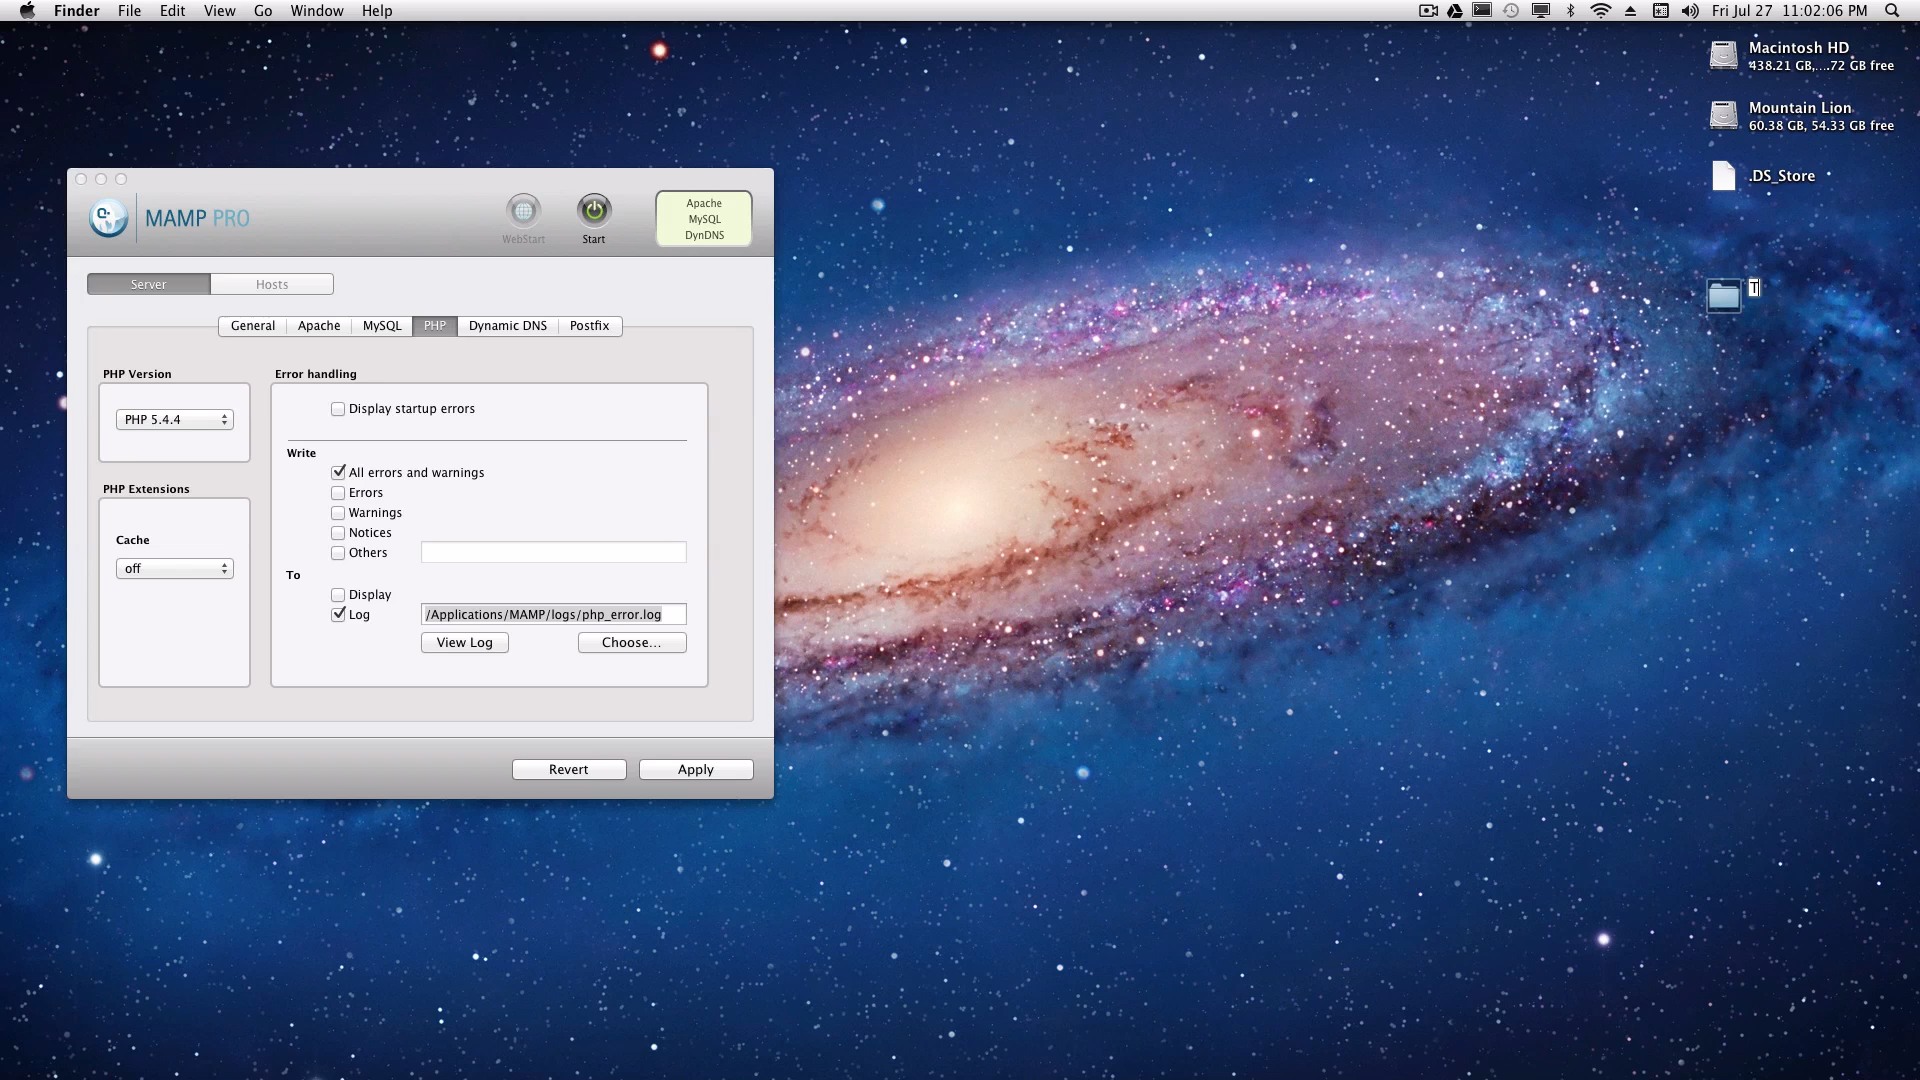 Finder File Edit View Go Window Help Fri Jul 27 11:02:06 PM
Macintosh HD
438.21 GB,....72 GB free
Mountain Lion
60.38 GB, 54.33 GB free
.DS_Store
T
MAMP PRO
WebStart
Start
Apache
MySQL
DynDNS
Server Hosts
General Apache MySQL PHP Dynamic DNS Postfix
PHP Version
PHP 5.4.4
PHP Extensions
Cache
off
Error handling
Display startup errors
Write
All errors and warnings
Errors
Warnings
Notices
Others
To
Display
Log /Applications/MAMP/logs/php_error.log
View Log Choose...
Revert Apply